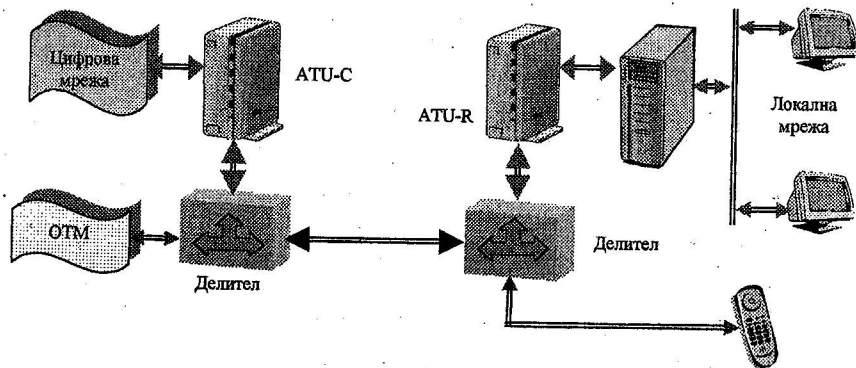 Цифрова
мрежа
ATU-C
ATU-R
Локална
мрежа
ОТМ
Делител
Делител